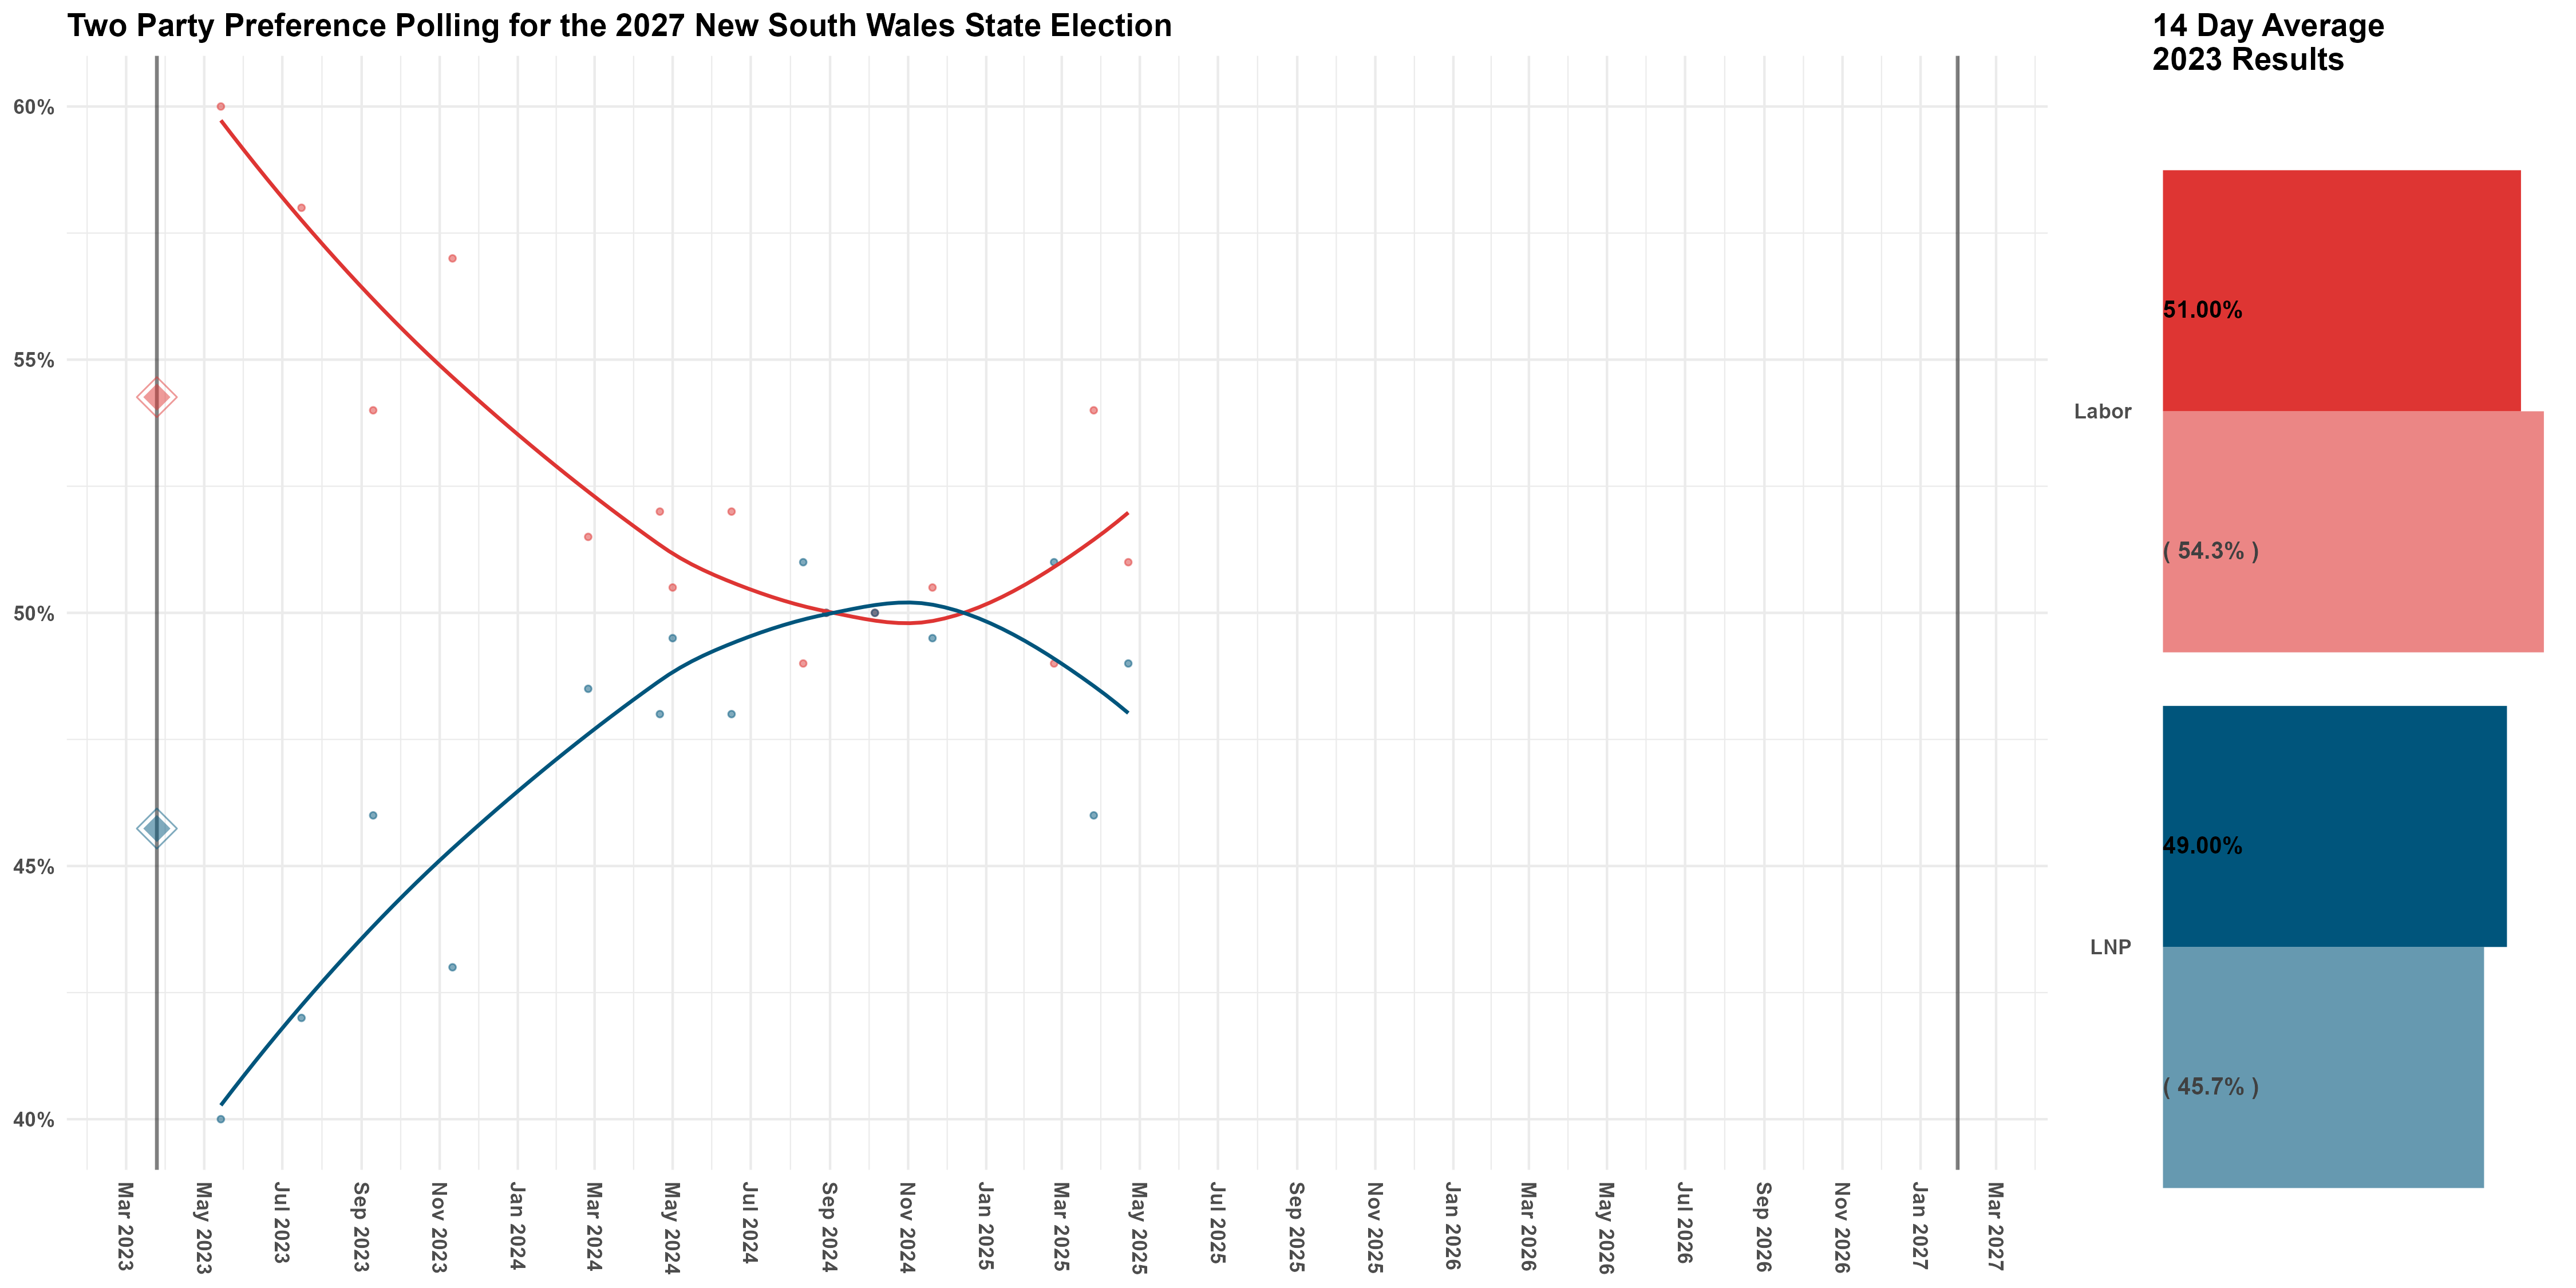 Two Party Preference Polling for the 2027 New South Wales State Election
14 Day Average
2023 Results
60%
55%
50%
45%
40%
Mar 2023
May 2023
Jul 2023
Sep 2023
Nov 2023
Jan 2024
Mar 2024
May 2024
Jul 2024
Sep 2024
Nov 2024
Jan 2025
Mar 2025
May 2025
Jul 2025
Sep 2025
Nov 2025
Jan 2026
Mar 2026
May 2026
Jul 2026
Sep 2026
Nov 2026
Jan 2027
Mar 2027
51.00%
Labor
( 54.3% )
49.00%
LNP
( 45.7% )